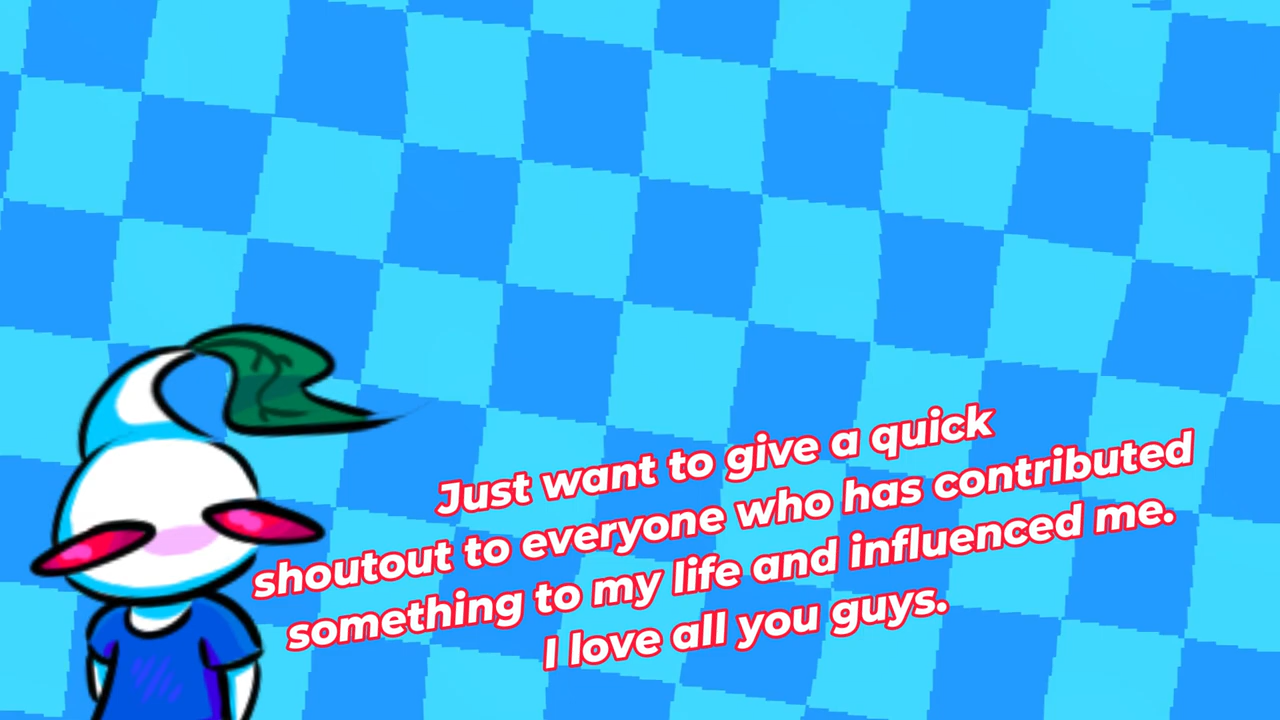 Just want to give a quick
shoutout to everyone who has contributed
something to my life and influenced me.
I love all you guys.